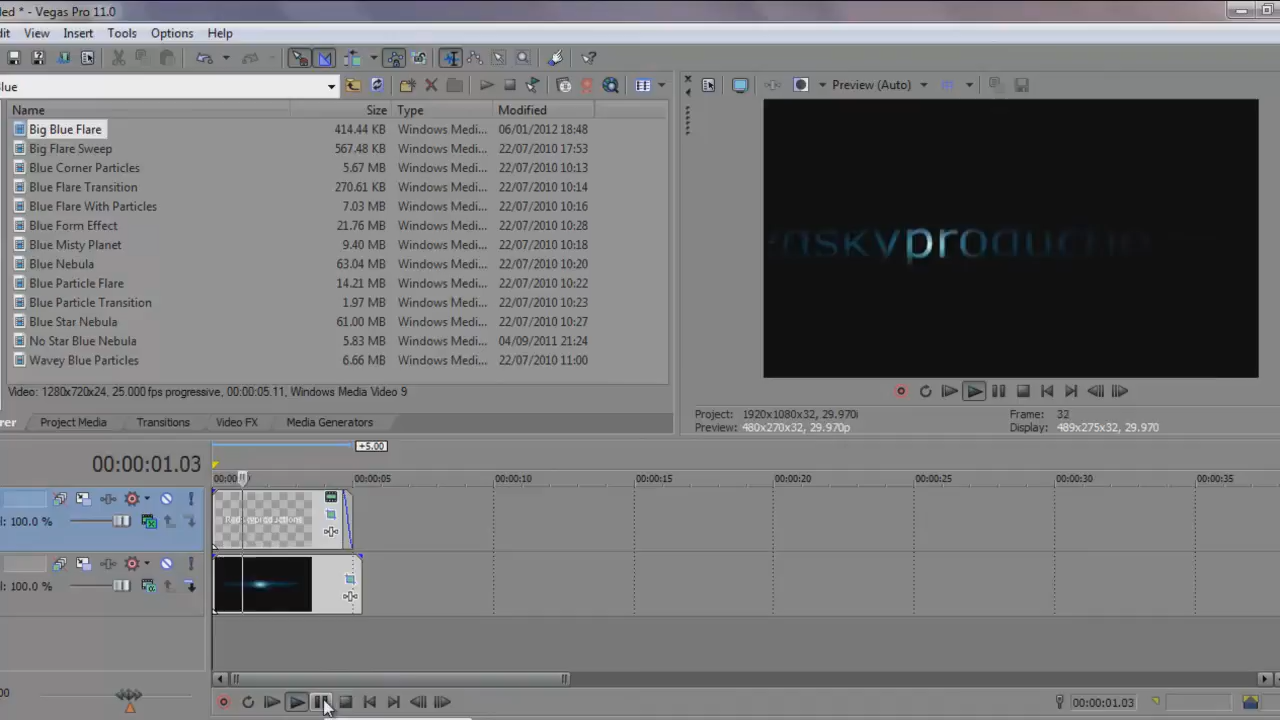 led * - Vegas Pro 11.0
dit View Insert Tools Options Help
Blue
Preview (Auto)
Name Size Type Modified
Big Blue Flare 414.44 KB Windows Medi... 06/01/2012 18:48
Big Flare Sweep 567.48 KB Windows Medi... 22/07/2010 17:53
Blue Corner Particles 5.67 MB Windows Medi... 22/07/2010 10:13
Blue Flare Transition 270.61 KB Windows Medi... 22/07/2010 10:14
Blue Flare With Particles 7.03 MB Windows Medi... 22/07/2010 10:16
Blue Form Effect 21.76 MB Windows Medi... 22/07/2010 10:28
Blue Misty Planet 9.40 MB Windows Medi... 22/07/2010 10:18
Blue Nebula 63.04 MB Windows Medi... 22/07/2010 10:20
Blue Particle Flare 14.21 MB Windows Medi... 22/07/2010 10:22
Blue Particle Transition 1.97 MB Windows Medi... 22/07/2010 10:23
Blue Star Nebula 61.00 MB Windows Medi... 22/07/2010 10:27
No Star Blue Nebula 5.83 MB Windows Medi... 04/09/2011 21:24
Wavey Blue Particles 6.66 MB Windows Medi... 22/07/2010 11:00
Video: 1280x720x24, 25.000 fps progressive, 00:00:05.11, Windows Media Video 9
askyproductio
Project: 1920x1080x32, 29.970i Frame: 32
Preview: 480x270x32, 29.970p Display: 489x275x32, 29.970
rer Project Media Transitions Video FX Media Generators
+5.00
00:00:01.03
00:00 00:00:05 00:00:10 00:00:15 00:00:20 00:00:25 00:00:30 00:00:35
l: 100.0 %
Redskyproductions
l: 100.0 %
00
00:00:01.03